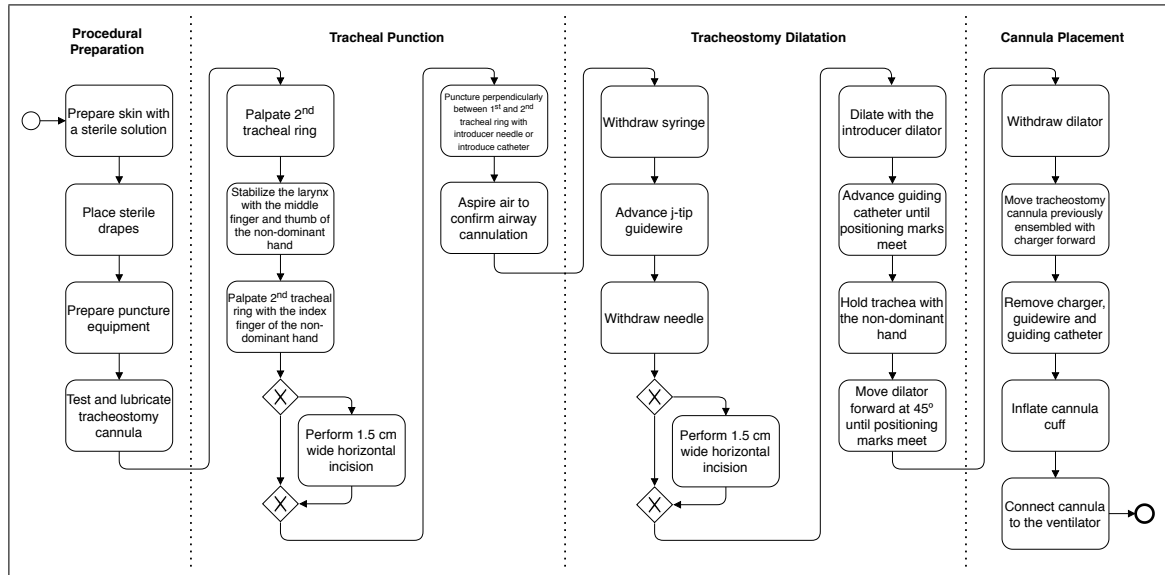 Procedural
Preparation
Prepare skin with
a sterile solution
Place sterile
drapes
Prepare puncture
equipment
Test and lubricate
tracheostomy
cannula
Tracheal Punction
Palpate 2nd
tracheal ring
Stabilize the larynx
with the middle
finger and thumb of
the non-dominant
hand
Palpate 2nd tracheal
ring with the index
finger of the non-
dominant hand
X
Perform 1.5 cm
wide horizontal
incision
X
Puncture perpendicularly
between 1st and 2nd
tracheal ring with
introducer needle or
introduce catheter
Aspire air to
confirm airway
cannulation
Tracheostomy Dilatation
Withdraw syringe
Advance j-tip
guidewire
Withdraw needle
X
Perform 1.5 cm
wide horizontal
incision
X
Dilate with the
introducer dilator
Advance guiding
catheter until
positioning marks
meet
Hold trachea with
the non-dominant
hand
Move dilator
forward at 45º
until positioning
marks meet
Cannula Placement
Withdraw dilator
Move tracheostomy
cannula previously
ensembled with
charger forward
Remove charger,
guidewire and
guiding catheter
Inflate cannula
cuff
Connect cannula
to the ventilator